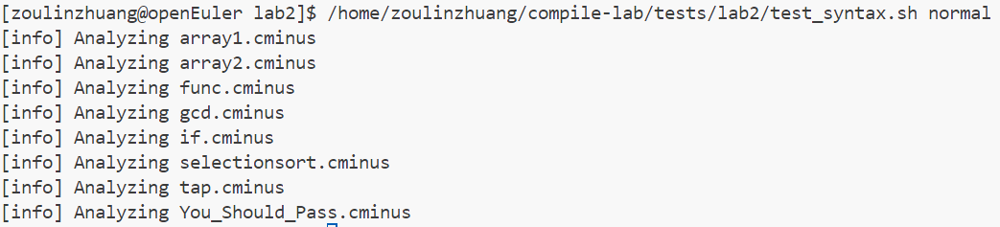 [zoulinzhuang@openEuler lab2]$ /home/zoulinzhuang/compile-lab/tests/lab2/test_syntax.sh normal
[info] Analyzing array1.cminus
[info] Analyzing array2.cminus
[info] Analyzing func.cminus
[info] Analyzing gcd.cminus
[info] Analyzing if.cminus
[info] Analyzing selectionsort.cminus
[info] Analyzing tap.cminus
[info] Analyzing You_Should_Pass.cminus